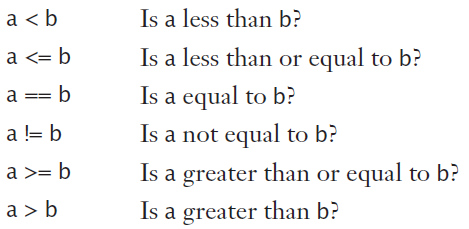 a < b Is a less than b?
a <= b Is a less than or equal to b?
a == b Is a equal to b?
a != b Is a not equal to b?
a >= b Is a greater than or equal to b?
a > b Is a greater than b?